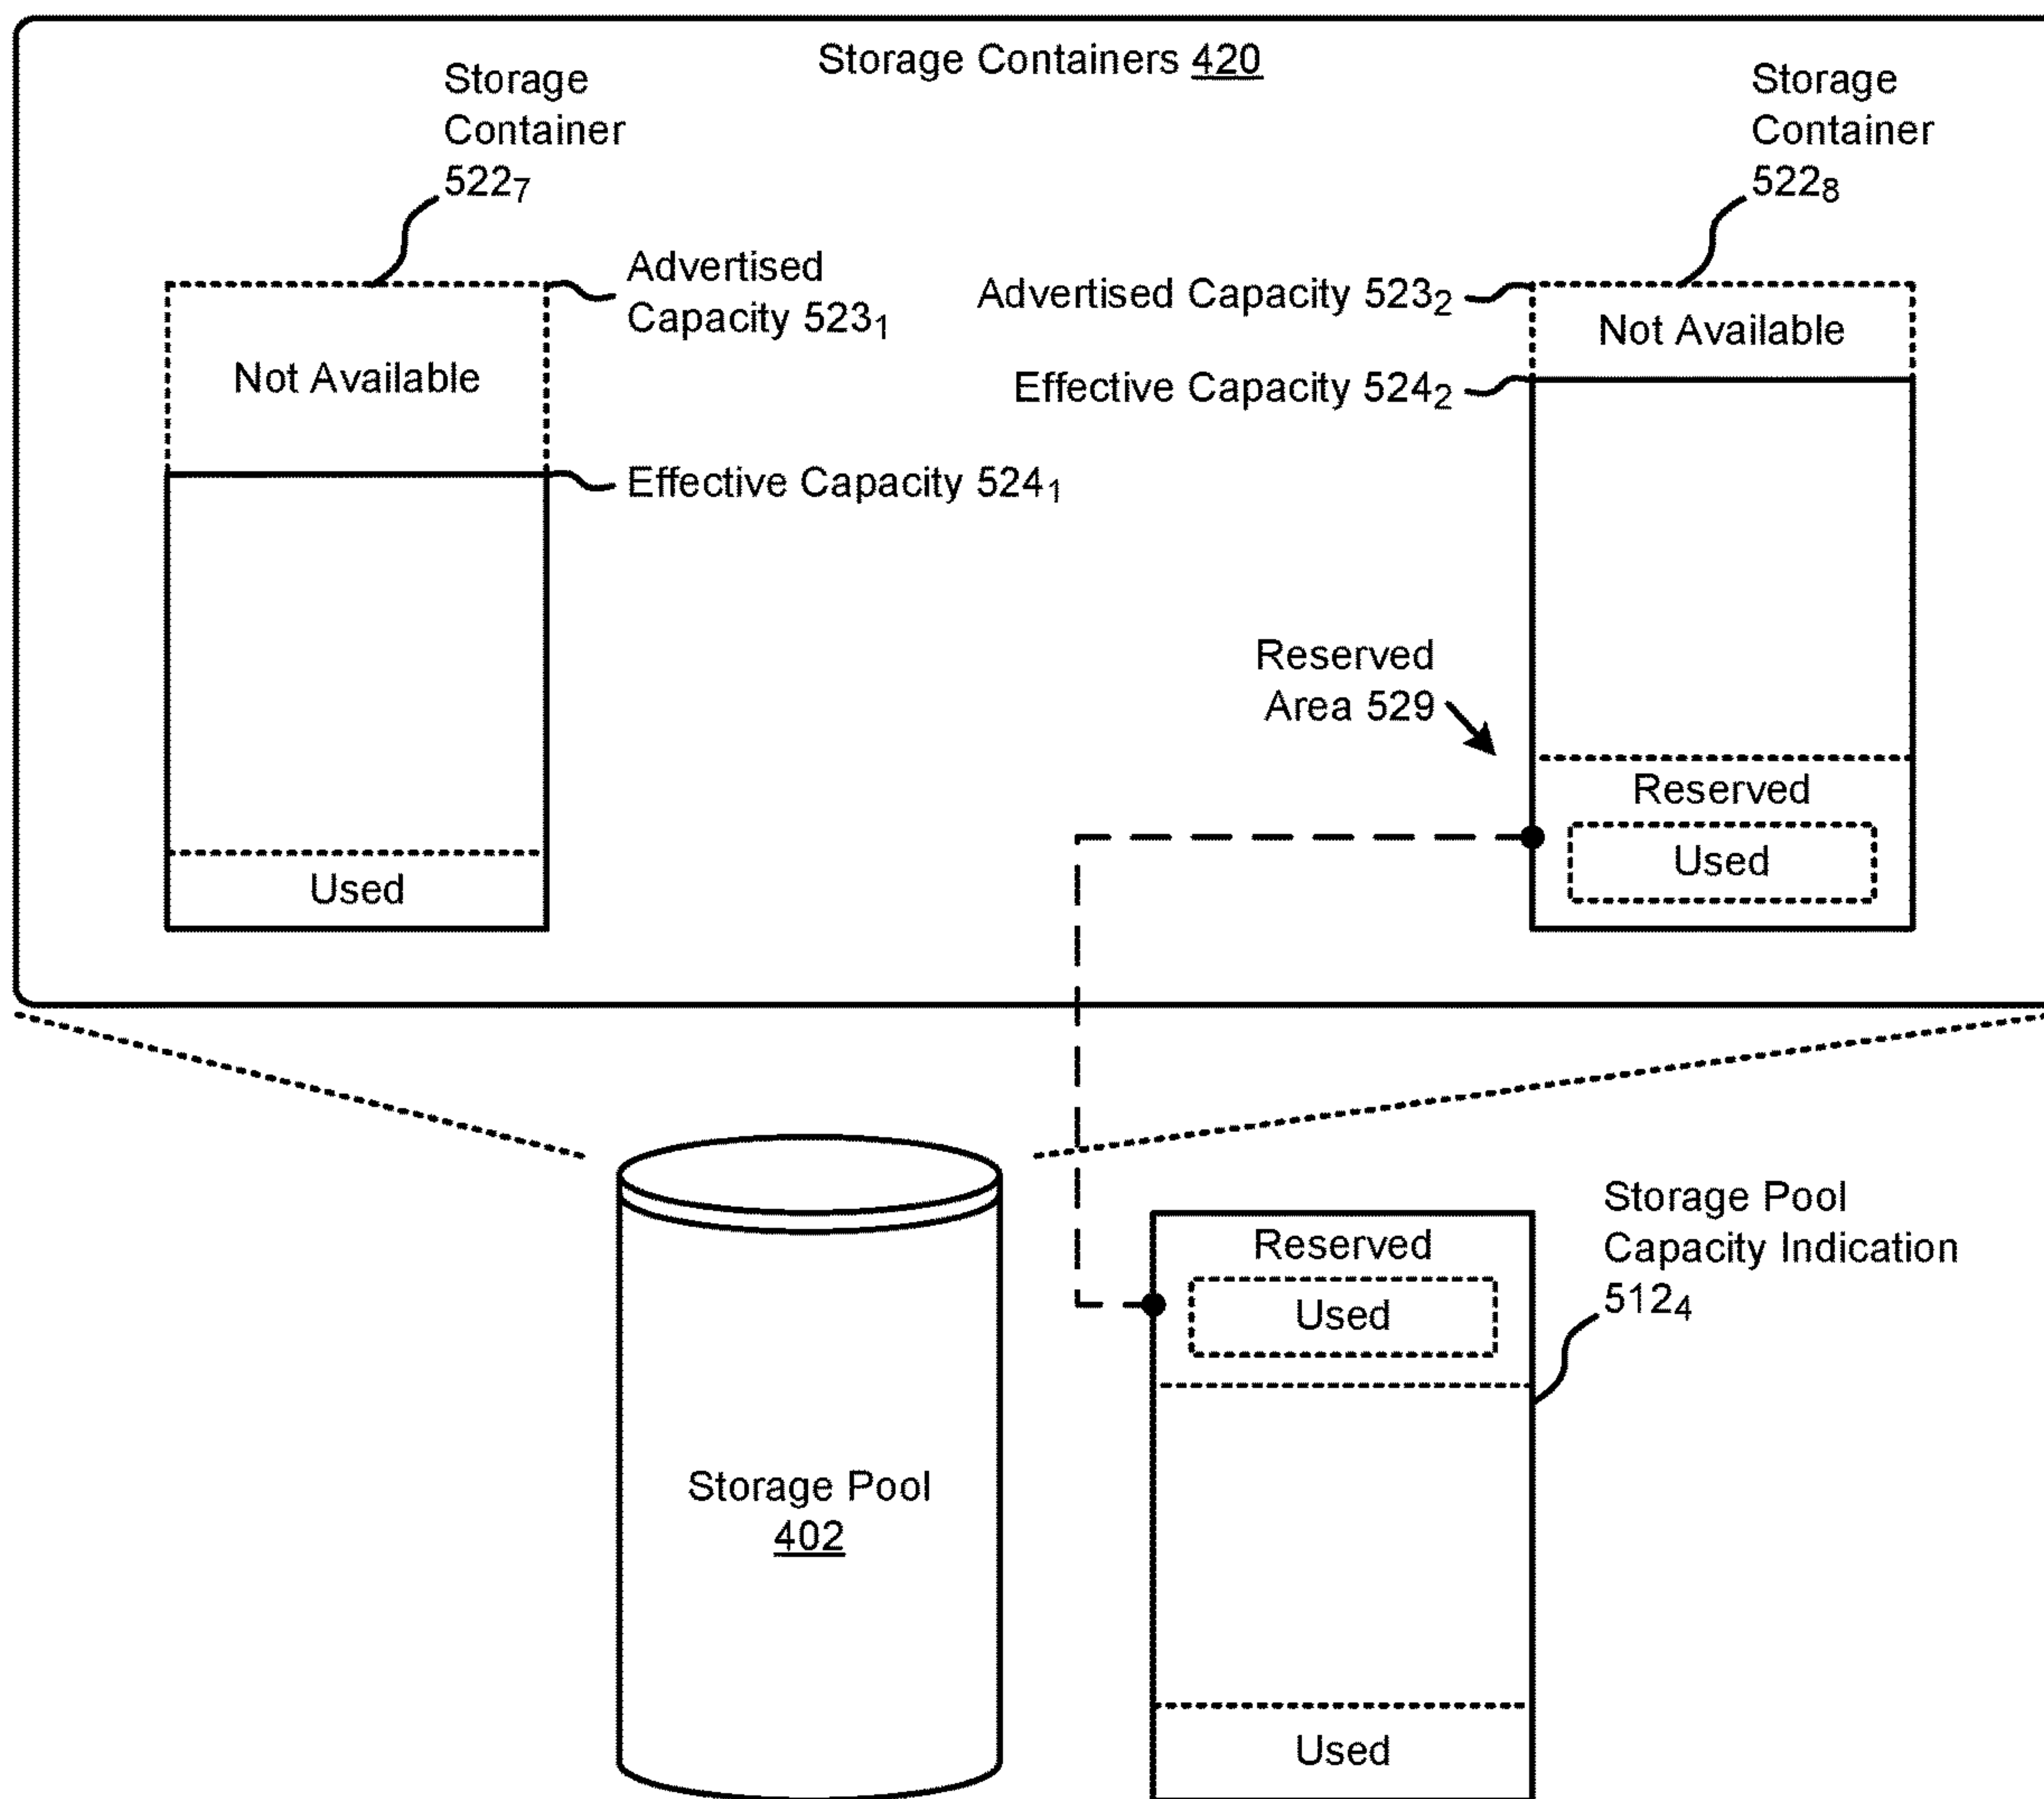 Storage Containers 420
Storage
Container
522₇
Storage
Container
522₈
Advertised
Capacity 523₁
Advertised Capacity 523₂
Not Available
Not Available
Effective Capacity 524₂
Effective Capacity 524₁
Reserved
Area 529
Reserved
Used
Used
Storage Pool
Capacity Indication
512₄
Reserved
Used
Storage Pool
402
Used